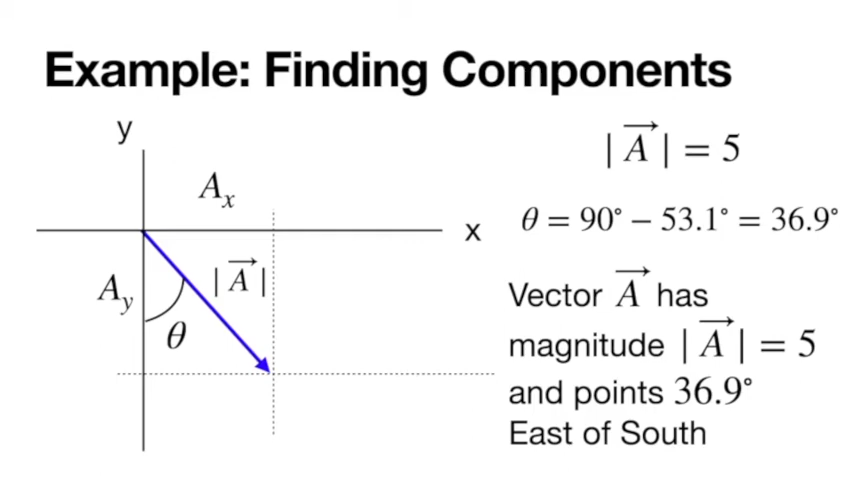 Example: Finding Components
y
A_x
x
A_y
|A⃗|
θ
|A⃗| = 5
θ = 90° − 53.1° = 36.9°
Vector A⃗ has
magnitude |A⃗| = 5
and points 36.9°
East of South